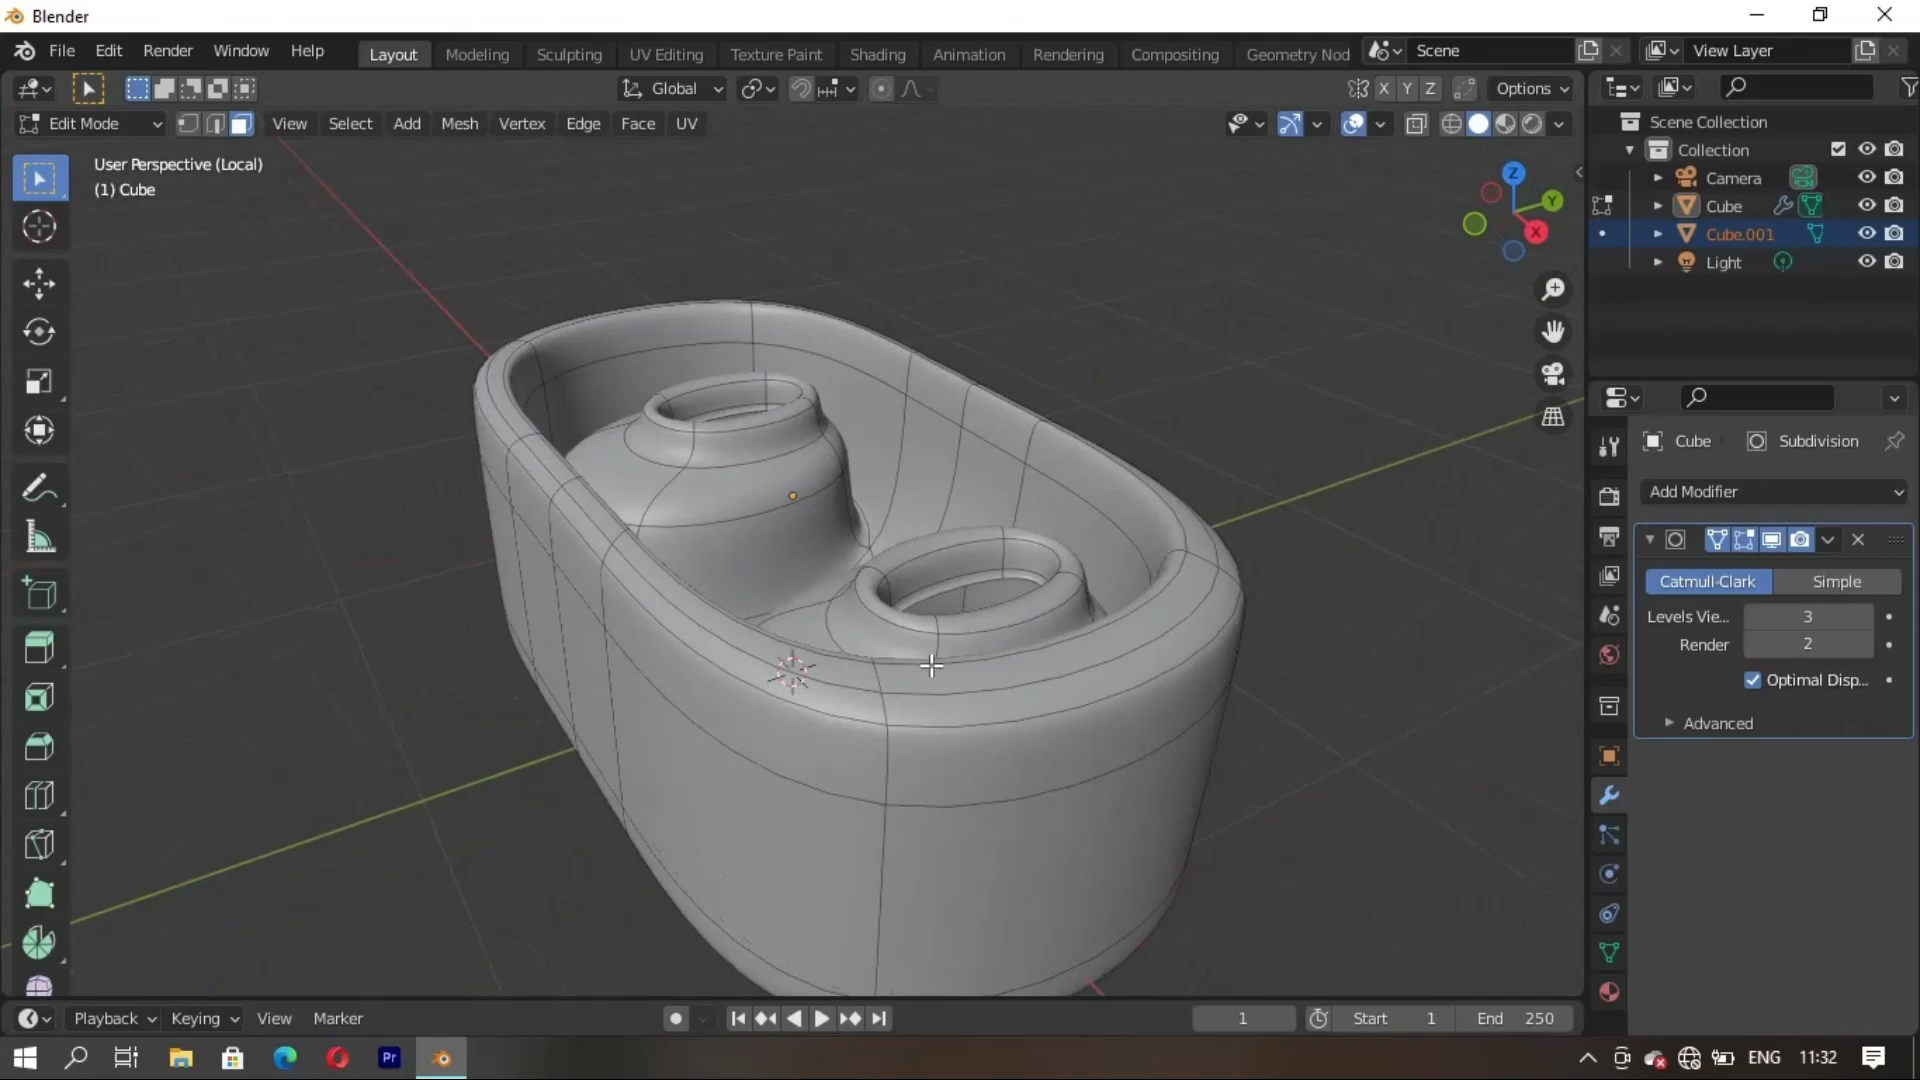 Blender
File Edit Render Window Help Layout Modeling Sculpting UV Editing Texture Paint Shading Animation Rendering Compositing Geometry Nod Scene View Layer
Global X Y Z Options
Edit Mode View Select Add Mesh Vertex Edge Face UV
User Perspective (Local)
(1) Cube
Z
Y
X
Scene Collection
Collection
Camera
Cube
Cube.001
Light
Cube Subdivision
Add Modifier
Catmull-Clark Simple
Levels Vie... 3
Render 2
Optimal Disp...
Advanced
Playback Keying View Marker 1 Start 1 End 250
Pr ENG 11:32